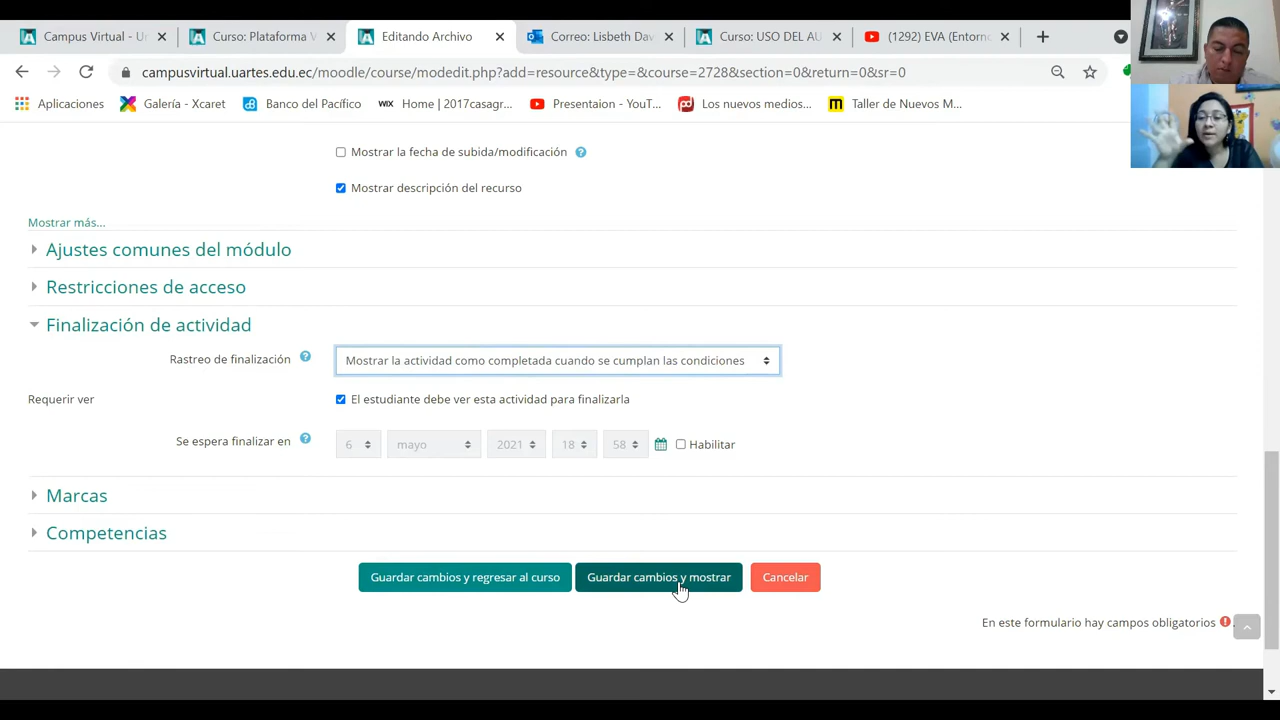 Campus Virtual - Ur
Curso: Plataforma V
Editando Archivo
Correo: Lisbeth Dav
Curso: USO DEL AU
(1292) EVA (Entorn
campusvirtual.uartes.edu.ec/moodle/course/modedit.php?add=resource&type=&course=2728&section=0&return=0&sr=0
Aplicaciones
Galería - Xcaret
Banco del Pacífico
WIX Home | 2017casagr...
Presentaion - YouT...
Los nuevos medios...
Taller de Nuevos M...
Mostrar la fecha de subida/modificación
Mostrar descripción del recurso
Mostrar más...
Ajustes comunes del módulo
Restricciones de acceso
Finalización de actividad
Rastreo de finalización
Mostrar la actividad como completada cuando se cumplan las condiciones
Requerir ver
El estudiante debe ver esta actividad para finalizarla
Se espera finalizar en
6 mayo 2021 18 58 Habilitar
Marcas
Competencias
Guardar cambios y regresar al curso
Guardar cambios y mostrar
Cancelar
En este formulario hay campos obligatorios